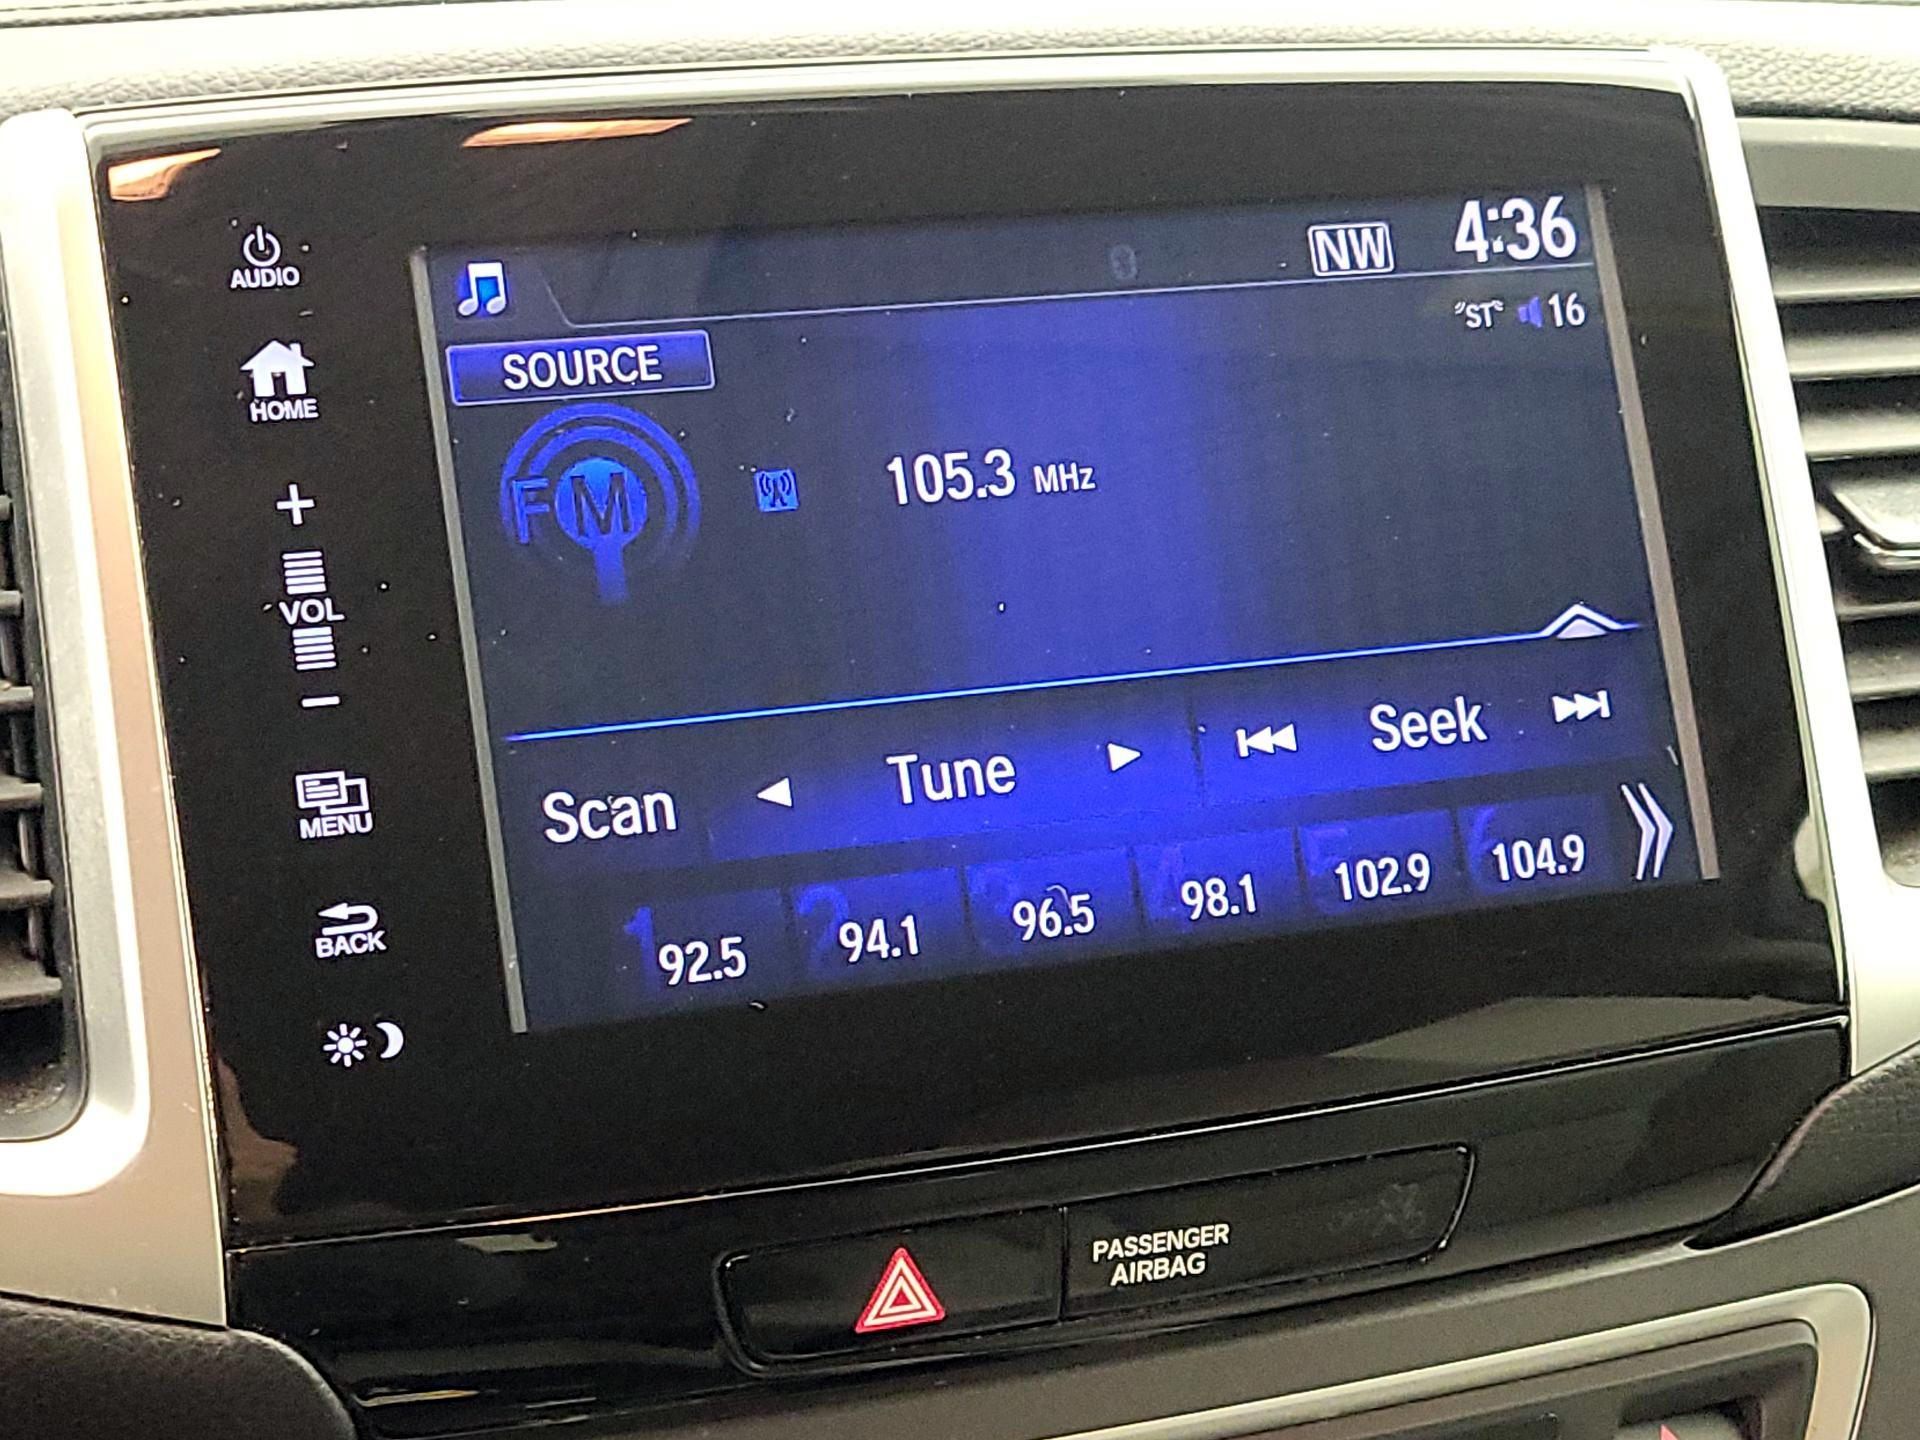 AUDIO
HOME
+
VOL
−
MENU
BACK
NW 4:36
"ST" 16
SOURCE
FM
105.3 MHz
Scan Tune Seek
1 92.5 2 94.1 3 96.5 4 98.1 5 102.9 6 104.9
PASSENGER
AIRBAG